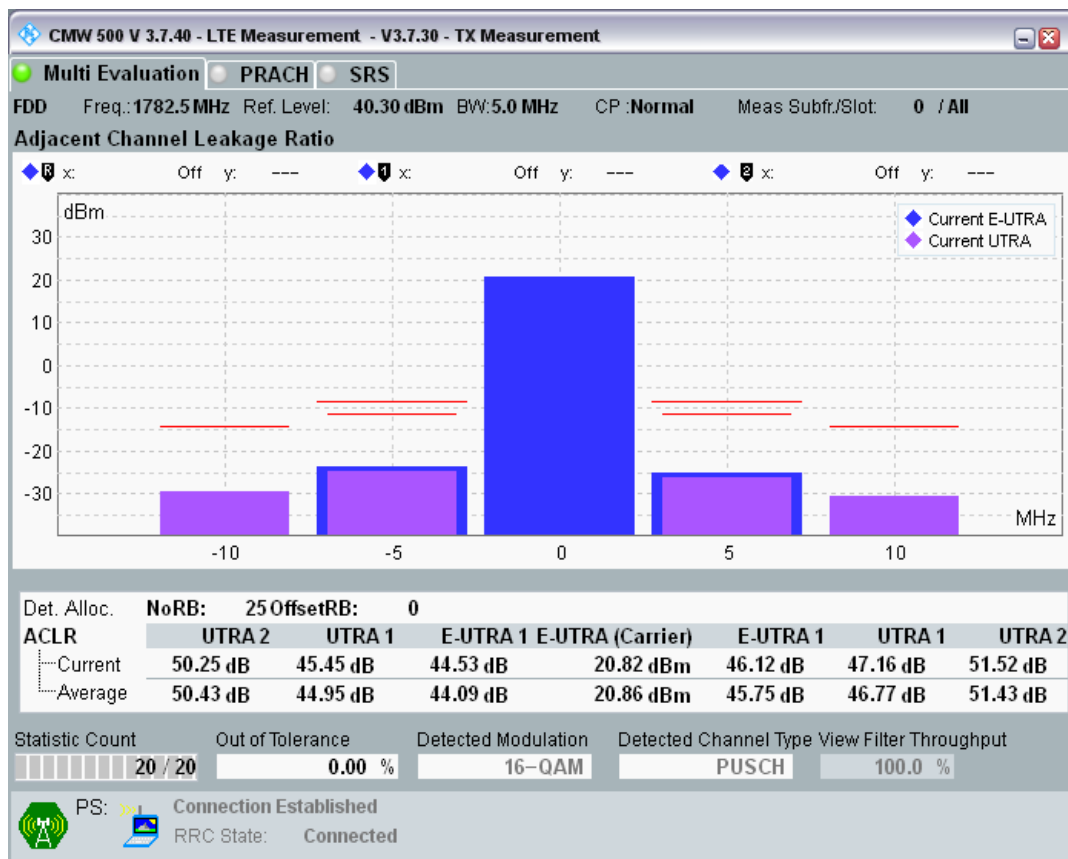 CMW 500 V 3.7.40 - LTE Measurement - V3.7.30 - TX Measurement
Multi Evaluation PRACH SRS
FDD Freq.:1782.5 MHz Ref. Level: 40.30 dBm BW:5.0 MHz CP :Normal Meas Subfr./Slot: 0 / All
Adjacent Channel Leakage Ratio
R x: Off y: --- 1 x: Off y: --- 2 x: Off y: ---
dBm
Current E-UTRA
Current UTRA
30
20
10
0
-10
-20
-30
MHz
-10 -5 0 5 10
Det. Alloc. NoRB: 25 OffsetRB: 0
ACLR UTRA 2 UTRA 1 E-UTRA 1 E-UTRA (Carrier) E-UTRA 1 UTRA 1 UTRA 2
Current 50.25 dB 45.45 dB 44.53 dB 20.82 dBm 46.12 dB 47.16 dB 51.52 dB
Average 50.43 dB 44.95 dB 44.09 dB 20.86 dBm 45.75 dB 46.77 dB 51.43 dB
Statistic Count Out of Tolerance Detected Modulation Detected Channel Type View Filter Throughput
20 / 20 0.00 % 16-QAM PUSCH 100.0 %
PS: Connection Established
RRC State: Connected